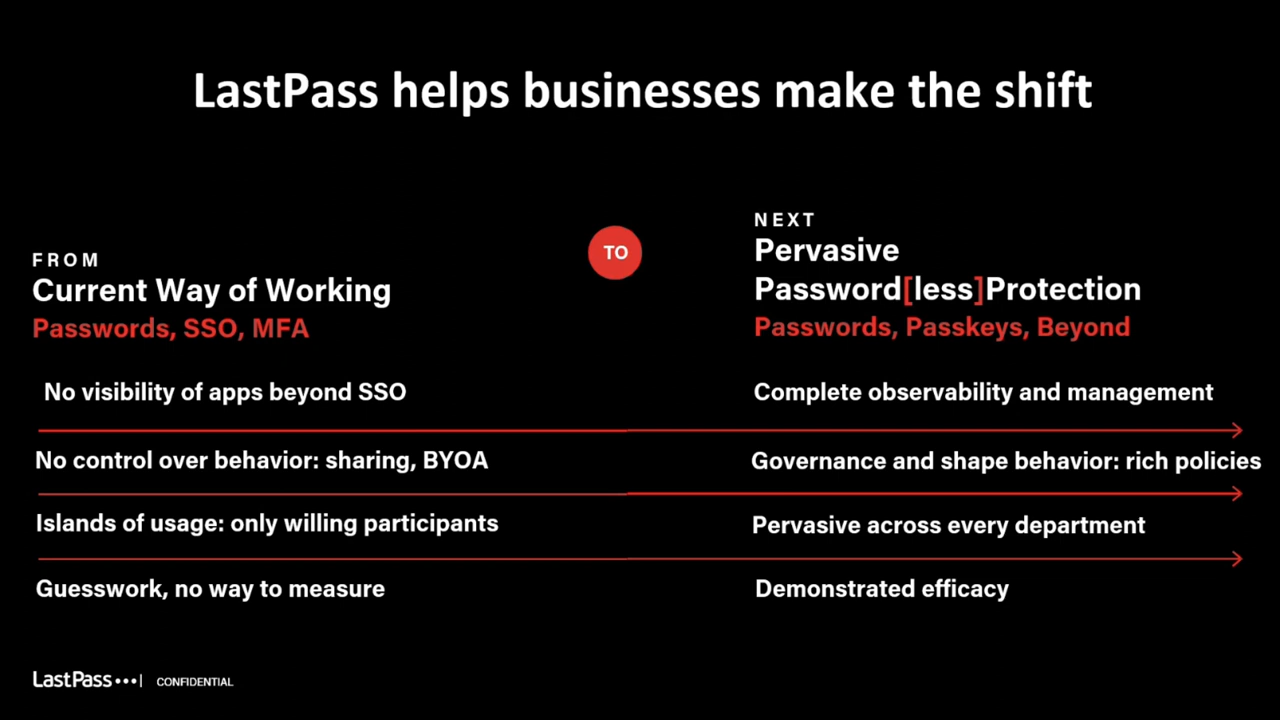 LastPass helps businesses make the shift
FROM
Current Way of Working
Passwords, SSO, MFA
TO
NEXT
Pervasive
Password[less]Protection
Passwords, Passkeys, Beyond
No visibility of apps beyond SSO
Complete observability and management
No control over behavior: sharing, BYOA
Governance and shape behavior: rich policies
Islands of usage: only willing participants
Pervasive across every department
Guesswork, no way to measure
Demonstrated efficacy
LastPass•••| CONFIDENTIAL